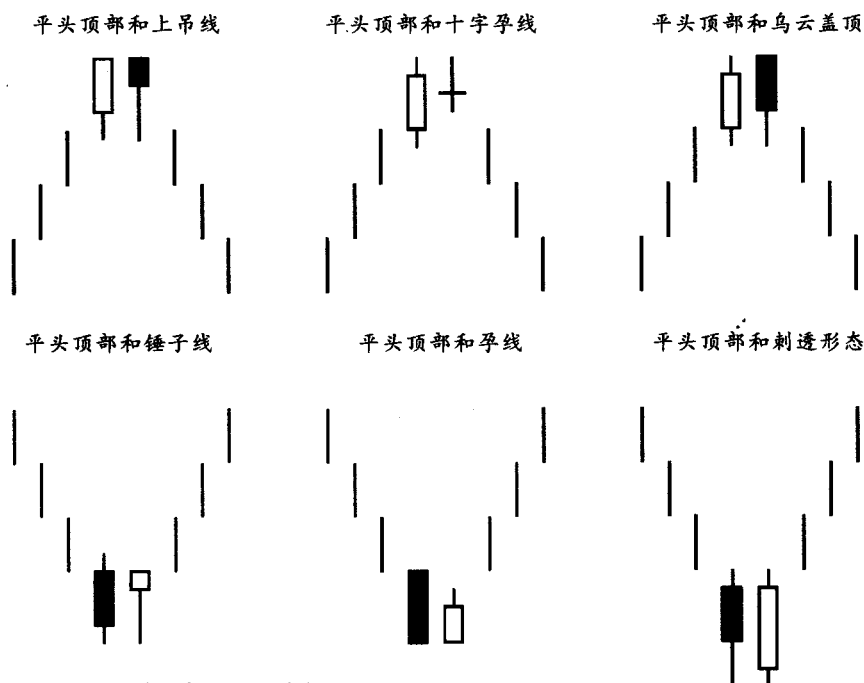 平头顶部和上吊线
平头顶部和十字孕线
平头顶部和乌云盖顶
平头顶部和锤子线
平头顶部和孕线
平头顶部和刺透形态